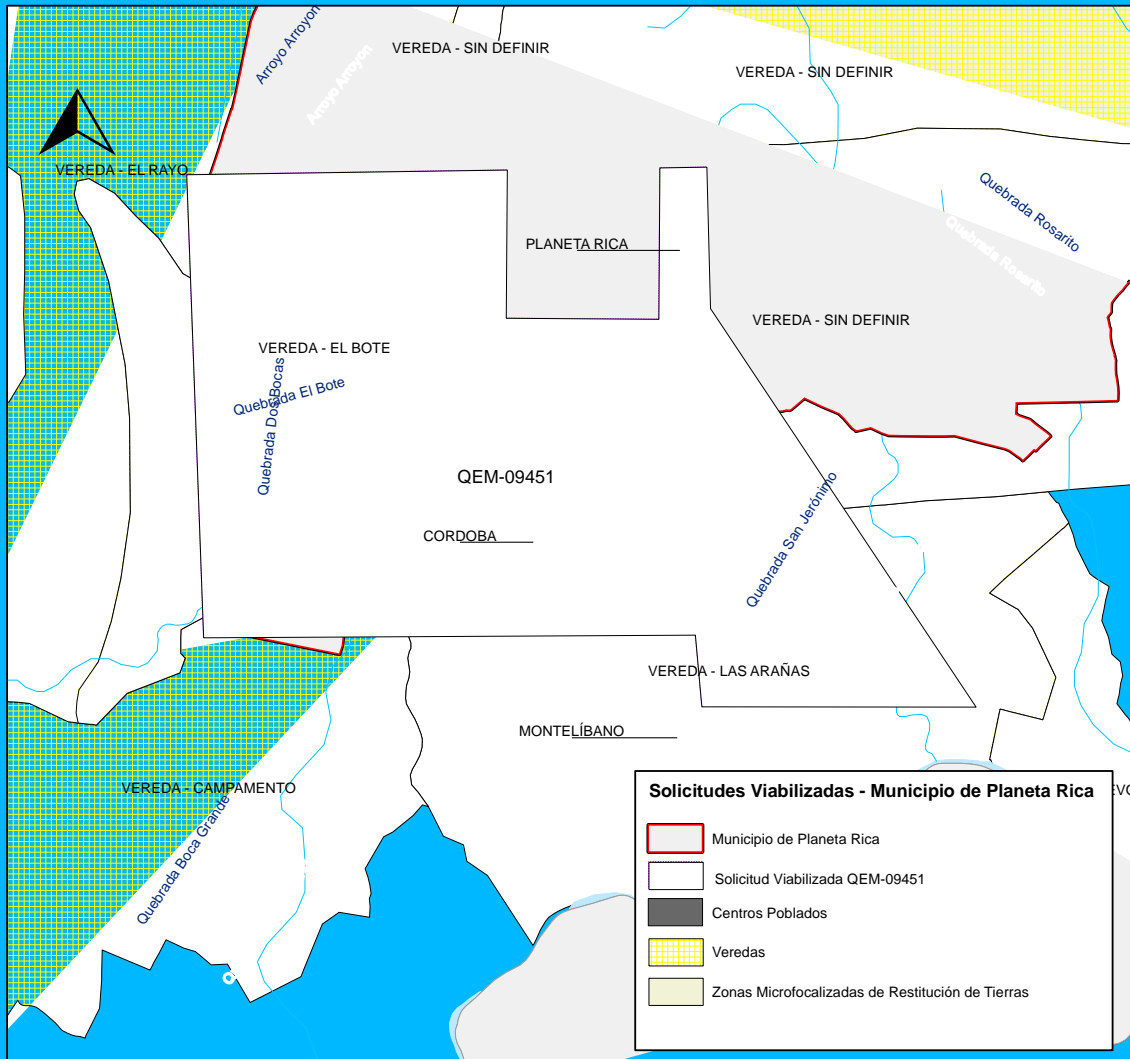 Arroyo Arroyon
Arroyo Arroyon
VEREDA - SIN DEFINIR
VEREDA - SIN DEFINIR
VEREDA - EL RAYO
Quebrada Rosarito
Quebrada Rosarito
PLANETA RICA
VEREDA - SIN DEFINIR
VEREDA - EL BOTE
Quebrada El Bote
Quebrada Dos Bocas
QEM-09451
CORDOBA
Quebrada San Jerónimo
VEREDA - LAS ARAÑAS
MONTELÍBANO
VEREDA - CAMPAMENTO
Quebrada Boca Grande
Solicitudes Viabilizadas - Municipio de Planeta Rica
Municipio de Planeta Rica
Solicitud Viabilizada QEM-09451
Centros Poblados
Veredas
Zonas Microfocalizadas de Restitución de Tierras